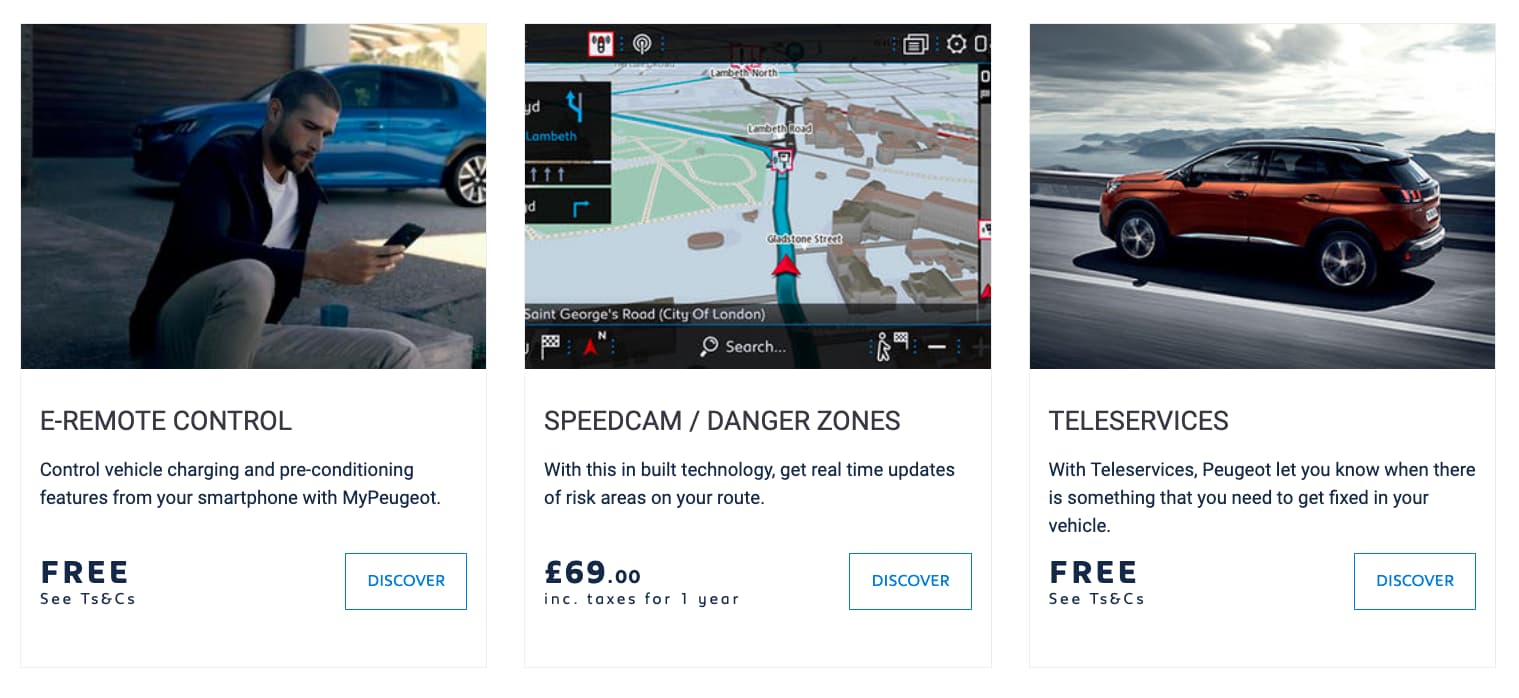 Lambeth North
Lambeth Road
Lambeth
Gladstone Street
Saint George's Road (City Of London)
N
Search...
E-REMOTE CONTROL
Control vehicle charging and pre-conditioning
features from your smartphone with MyPeugeot.
FREE
See Ts&Cs
DISCOVER
SPEEDCAM / DANGER ZONES
With this in built technology, get real time updates
of risk areas on your route.
£69.00
inc. taxes for 1 year
DISCOVER
TELESERVICES
With Teleservices, Peugeot let you know when there
is something that you need to get fixed in your
vehicle.
FREE
See Ts&Cs
DISCOVER